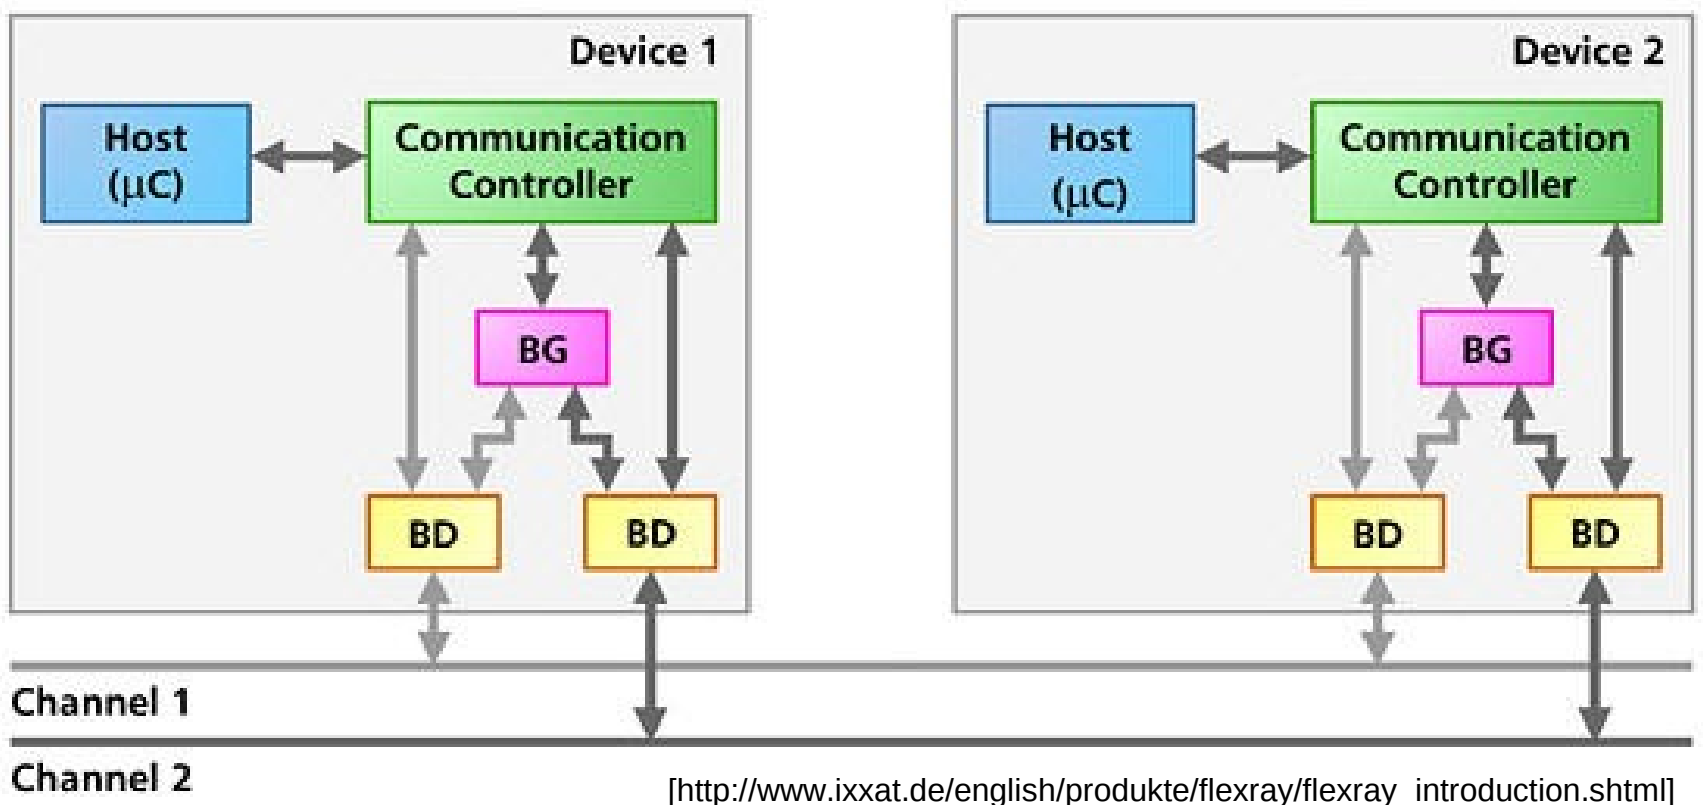 Device 1
Host
(μC)
Communication
Controller
BG
BD
BD
Device 2
Host
(μC)
Communication
Controller
BG
BD
BD
Channel 1
Channel 2
[http://www.ixxat.de/english/produkte/flexray/flexray_introduction.shtml]